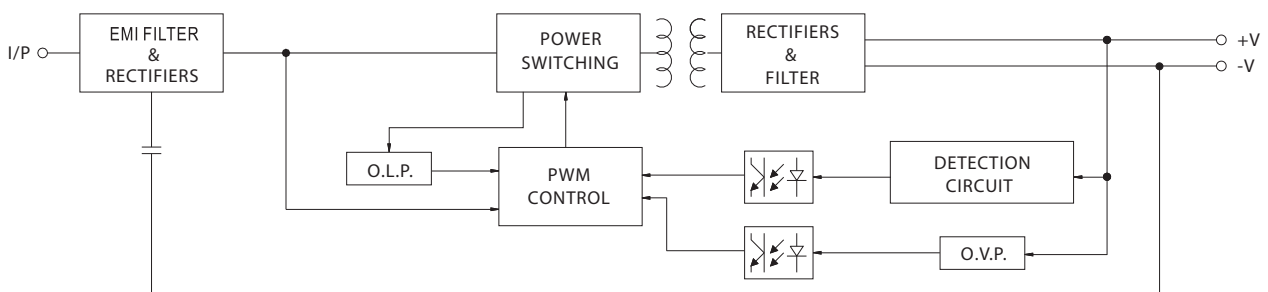 I/P
EMI FILTER
&
RECTIFIERS
POWER
SWITCHING
RECTIFIERS
&
FILTER
+V
-V
O.L.P.
PWM
CONTROL
DETECTION
CIRCUIT
O.V.P.